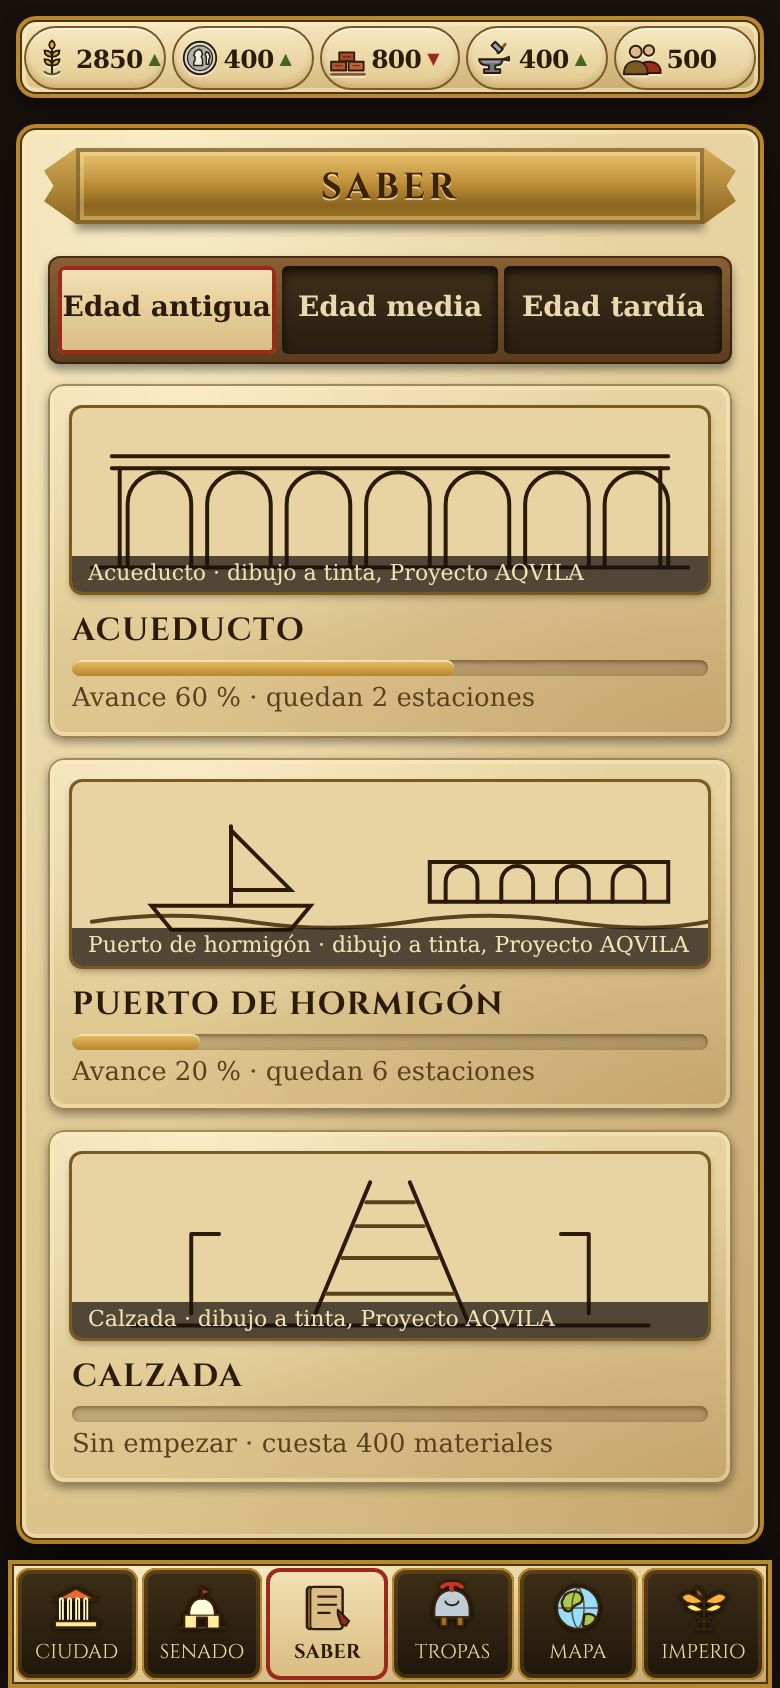 2850 400 800 400 500
SABER
Edad antigua Edad media Edad tardía
Acueducto · dibujo a tinta, Proyecto AQVILA
ACUEDUCTO
Avance 60 % · quedan 2 estaciones
Puerto de hormigón · dibujo a tinta, Proyecto AQVILA
PUERTO DE HORMIGÓN
Avance 20 % · quedan 6 estaciones
Calzada · dibujo a tinta, Proyecto AQVILA
CALZADA
Sin empezar · cuesta 400 materiales
CIUDAD SENADO SABER TROPAS MAPA IMPERIO